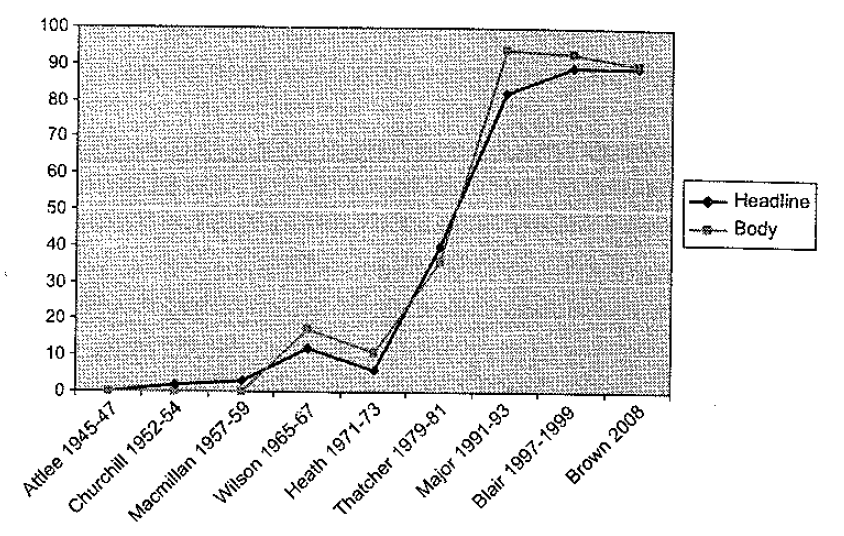 100
90
80
70
60
50
40
30
20
10
0
Attlee 1945-47
Churchill 1952-54
Macmillan 1957-59
Wilson 1965-67
Heath 1971-73
Thatcher 1979-81
Major 1991-93
Blair 1997-1999
Brown 2008
Headline
Body